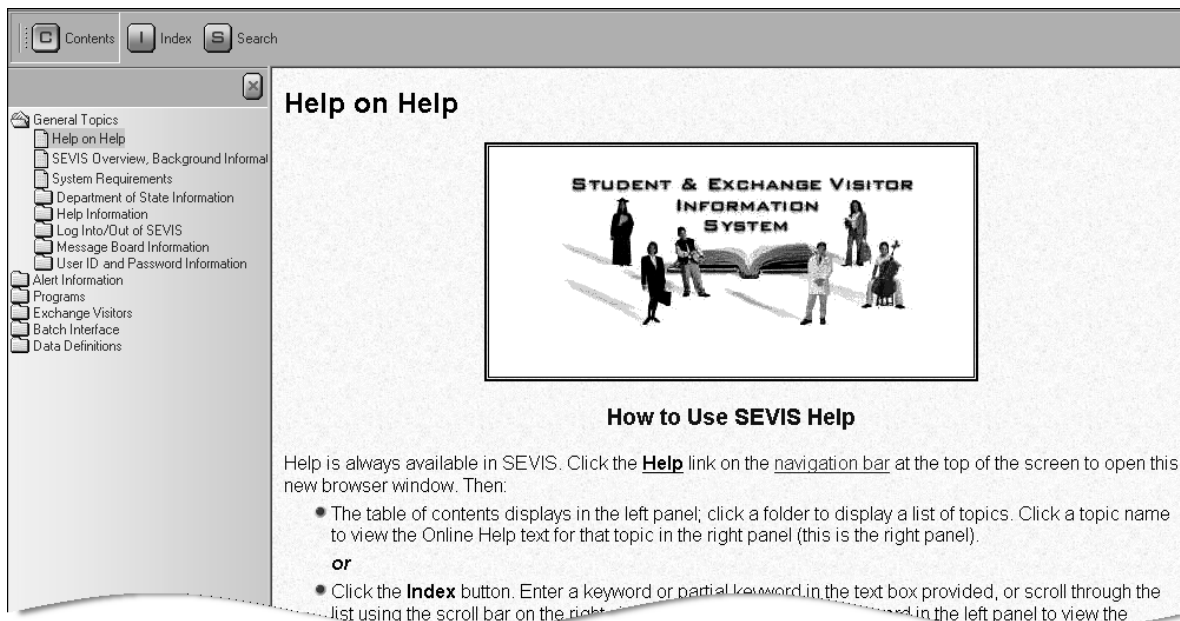 C Contents I Index S Search
General Topics
Help on Help
SEVIS Overview, Background Informat
System Requirements
Department of State Information
Help Information
Log Into/Out of SEVIS
Message Board Information
User ID and Password Information
Alert Information
Programs
Exchange Visitors
Batch Interface
Data Definitions
Help on Help
STUDENT & EXCHANGE VISITOR
INFORMATION
SYSTEM
How to Use SEVIS Help
Help is always available in SEVIS. Click the Help link on the navigation bar at the top of the screen to open this
new browser window. Then:
The table of contents displays in the left panel; click a folder to display a list of topics. Click a topic name
to view the Online Help text for that topic in the right panel (this is the right panel).
or
Click the Index button. Enter a keyword or partial keyword in the text box provided, or scroll through the
list using the scroll bar on the right in the left panel to view the